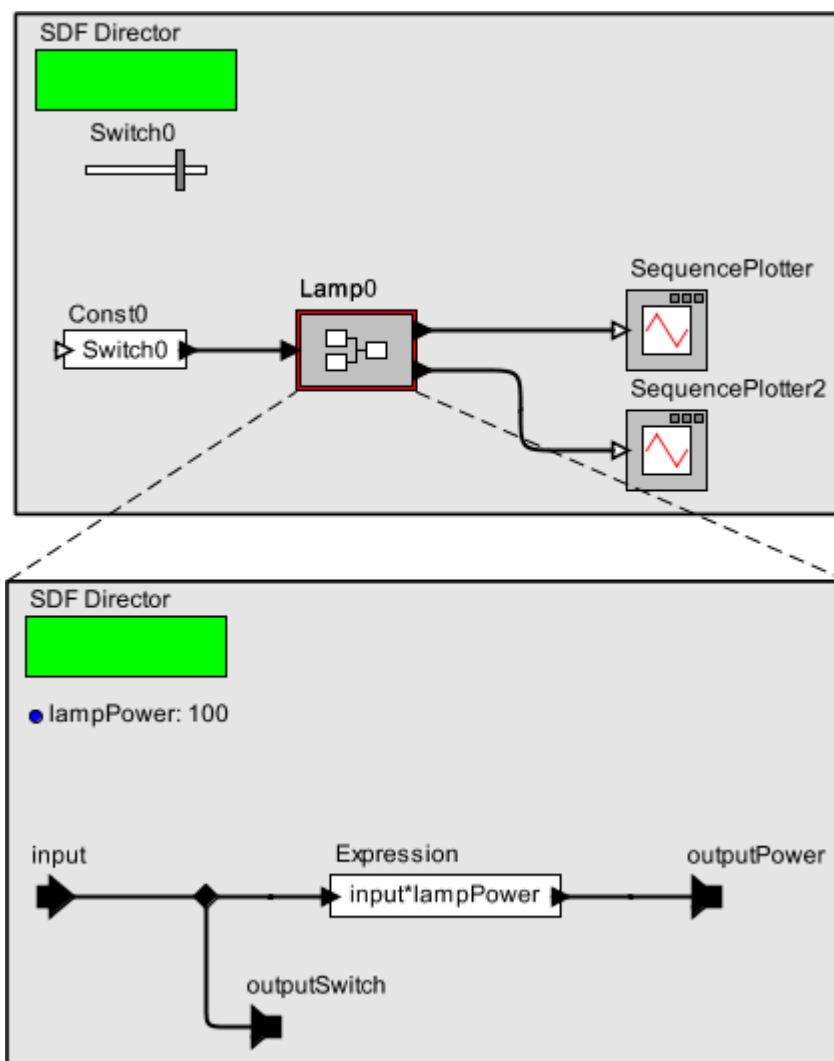 SDF Director
Switch0
SequencePlotter
Lamp0
Const0
Switch0
SequencePlotter2
SDF Director
lampPower: 100
input
Expression
outputPower
input*lampPower
outputSwitch